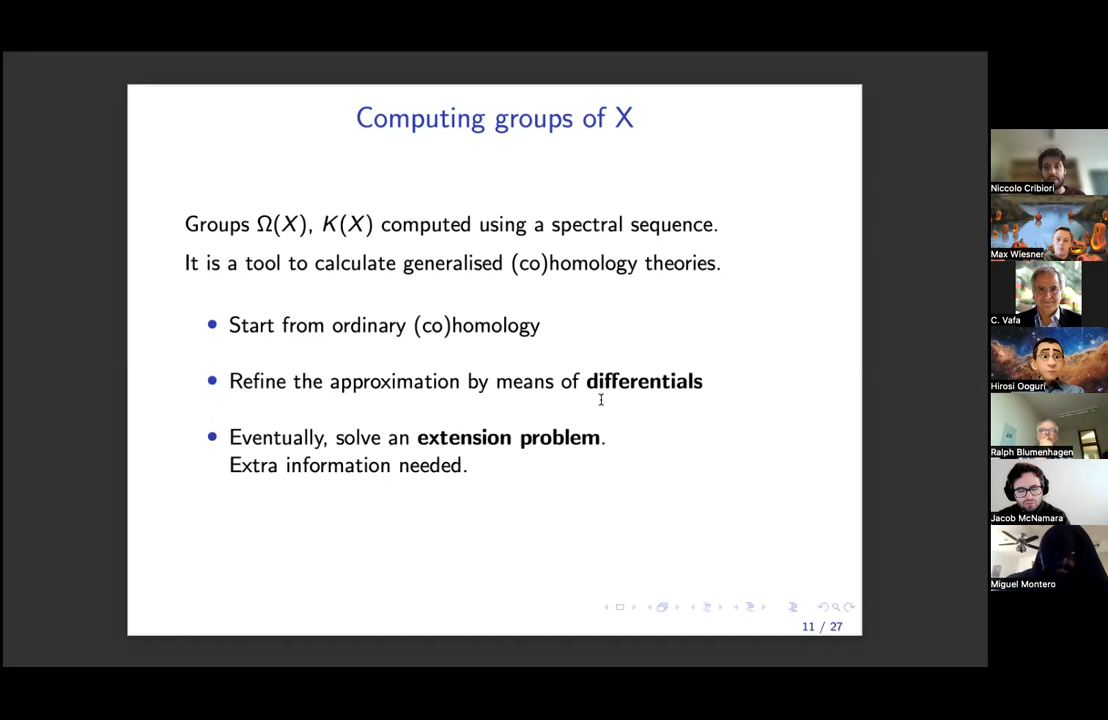 Computing groups of X
Groups Ω(X), K(X) computed using a spectral sequence.
It is a tool to calculate generalised (co)homology theories.
• Start from ordinary (co)homology
• Refine the approximation by means of differentials
• Eventually, solve an extension problem.
Extra information needed.
11 / 27
Niccolo Cribiori
Max Wiesner
C. Vafa
Hirosi Ooguri
Ralph Blumenhagen
Jacob McNamara
Miguel Montero